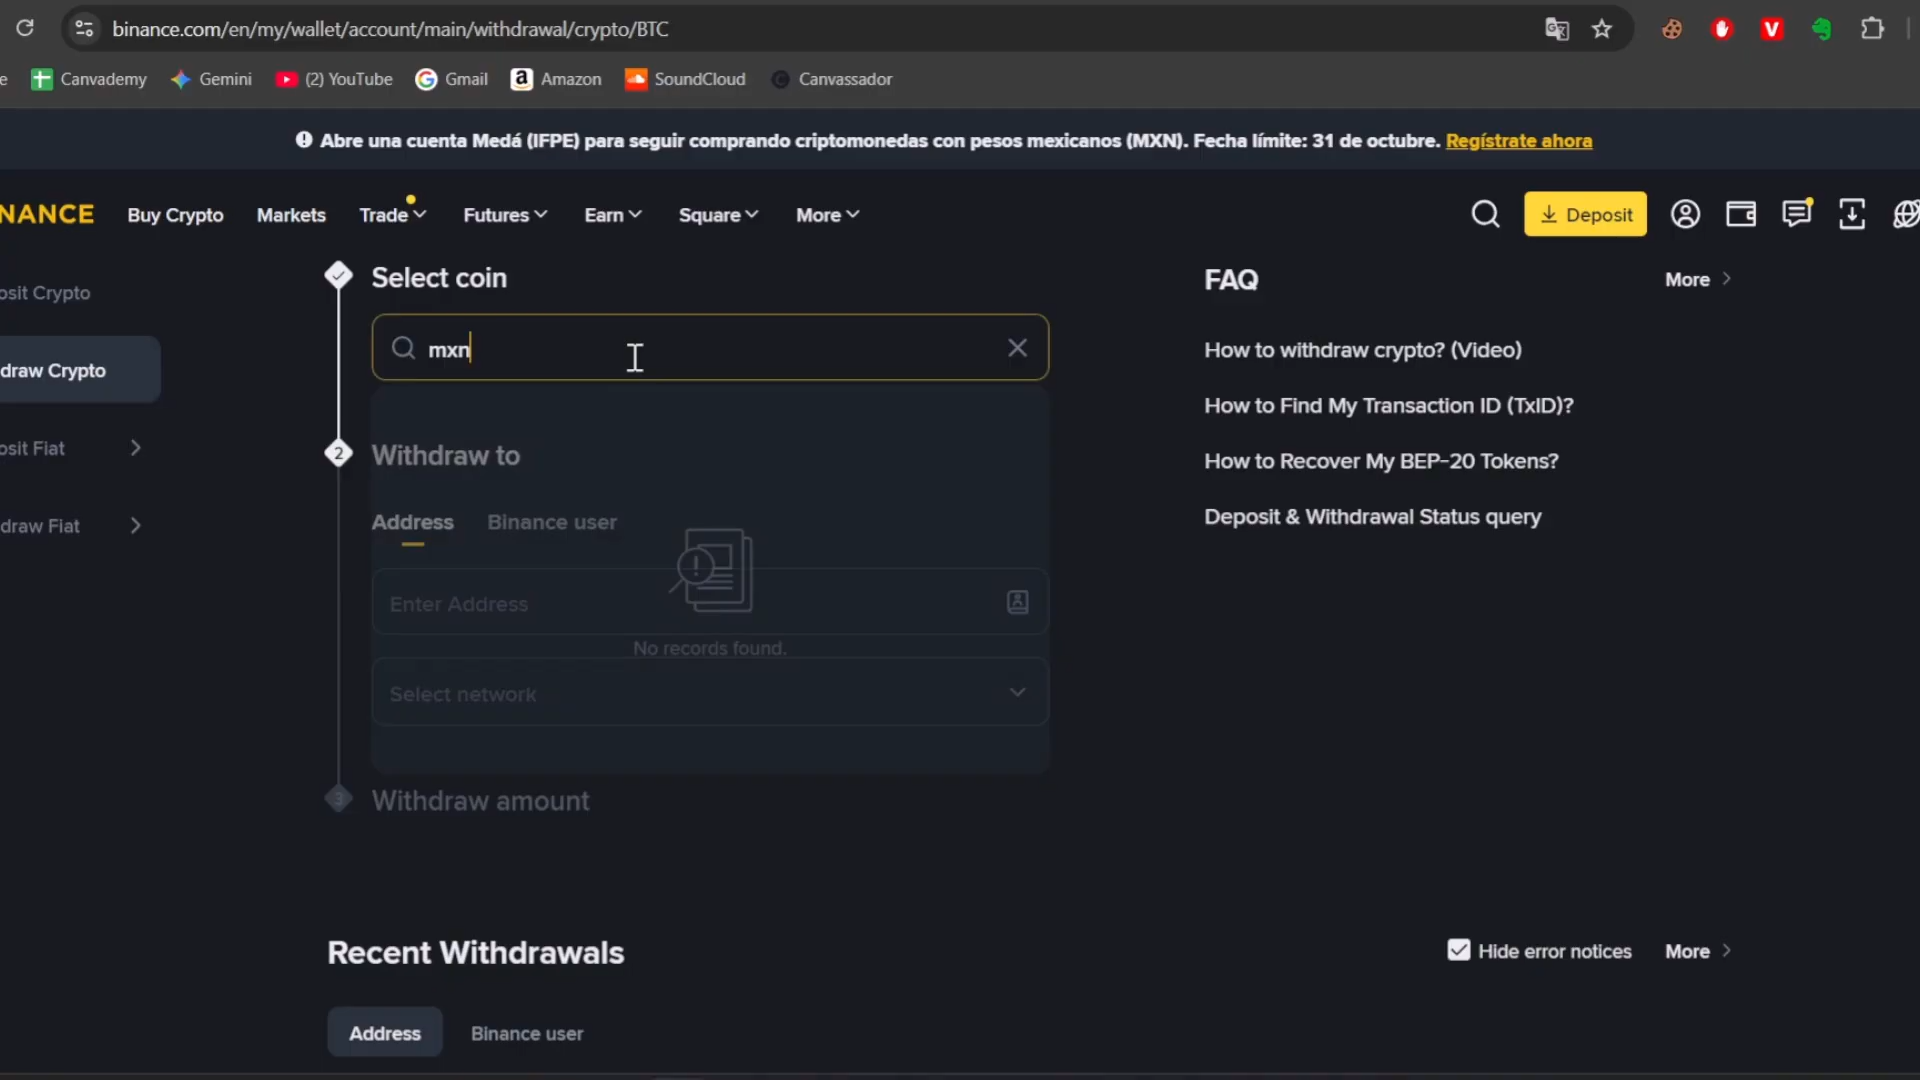 binance.com/en/my/wallet/account/main/withdrawal/crypto/BTC
e Canvademy Gemini (2) YouTube Gmail a Amazon SoundCloud Canvassador
Abre una cuenta Medá (IFPE) para seguir comprando criptomonedas con pesos mexicanos (MXN). Fecha límite: 31 de octubre. Regístrate ahora
NANCE Buy Crypto Markets Trade Futures Earn Square More Deposit
osit Crypto
draw Crypto
osit Fiat
draw Fiat
Select coin
mxn
2 Withdraw to
Address Binance user
Enter Address
No records found.
Select network
3 Withdraw amount
FAQ More
How to withdraw crypto? (Video)
How to Find My Transaction ID (TxID)?
How to Recover My BEP-20 Tokens?
Deposit & Withdrawal Status query
Recent Withdrawals
Hide error notices More
Address Binance user